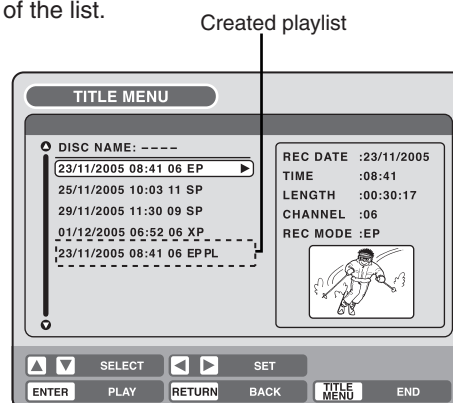 of the list.
Created playlist
TITLE MENU
DISC NAME: ----
23/11/2005 08:41 06 EP
25/11/2005 10:03 11 SP
29/11/2005 11:30 09 SP
01/12/2005 06:52 06 XP
23/11/2005 08:41 06 EP PL
REC DATE :23/11/2005
TIME :08:41
LENGTH :00:30:17
CHANNEL :06
REC MODE :EP
SELECT SET
ENTER PLAY RETURN BACK TITLE MENU END